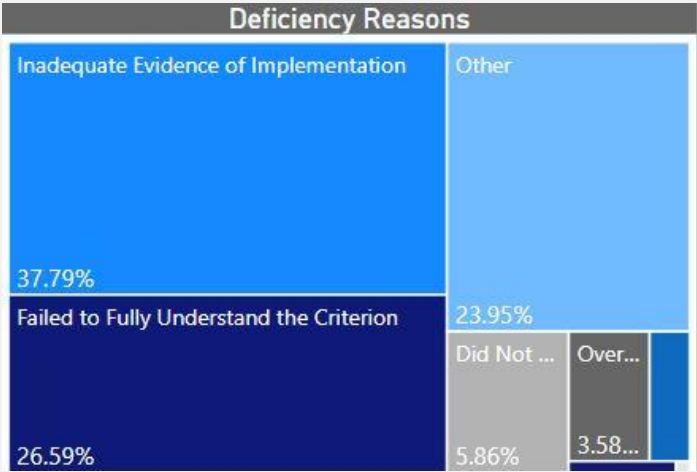 Deficiency Reasons
Inadequate Evidence of Implementation
37.79%
Other
23.95%
Failed to Fully Understand the Criterion
26.59%
Did Not ...
5.86%
Over...
3.58...